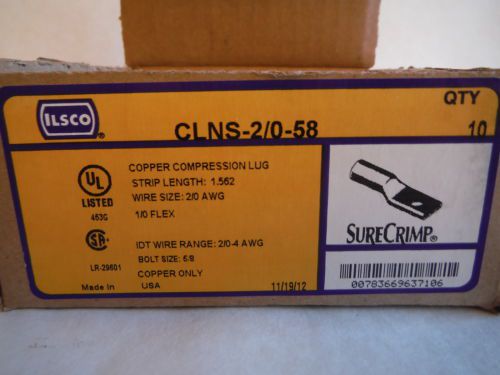 ILSCO ®
CLNS-2/0-58
QTY
10
UL ®
LISTED
463G
COPPER COMPRESSION LUG
STRIP LENGTH: 1.562
WIRE SIZE: 2/0 AWG
1/0 FLEX
SA ®
LR-29601
IDT WIRE RANGE: 2/0-4 AWG
BOLT SIZE: 5/8
COPPER ONLY
Made In USA
11/19/12
SURECRIMP®
00783669637106